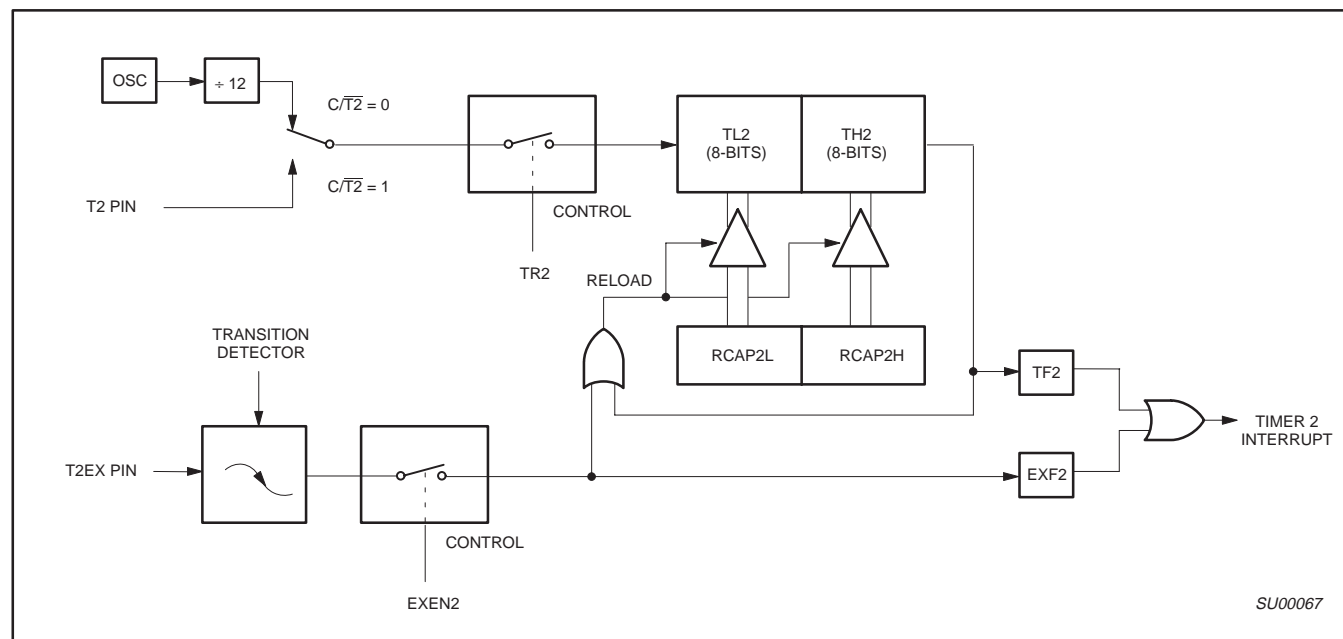 OSC
÷ 12
C/T2 = 0
C/T2 = 1
T2 PIN
CONTROL
TR2
TL2
(8-BITS)
TH2
(8-BITS)
RELOAD
RCAP2L
RCAP2H
TRANSITION
DETECTOR
T2EX PIN
CONTROL
EXEN2
TF2
EXF2
TIMER 2
INTERRUPT
SU00067